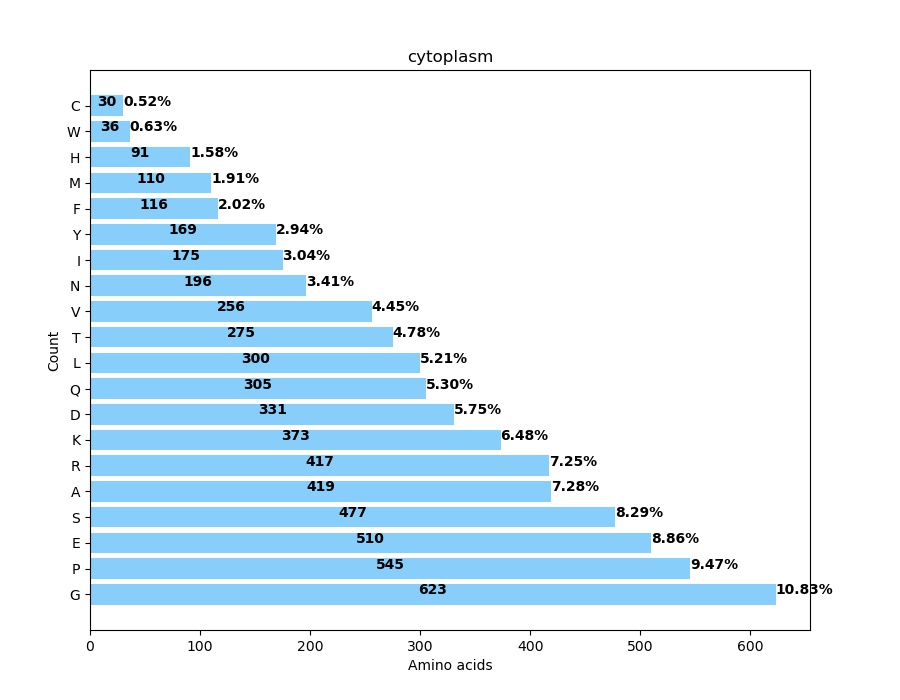 cytoplasm
C 30 0.52%
W 36 0.63%
H 91 1.58%
M 110 1.91%
F 116 2.02%
Y 169 2.94%
I 175 3.04%
N 196 3.41%
V 256 4.45%
T 275 4.78%
L 300 5.21%
Q 305 5.30%
D 331 5.75%
K 373 6.48%
R 417 7.25%
A 419 7.28%
S 477 8.29%
E 510 8.86%
P 545 9.47%
G 623 10.83%
Count
0 100 200 300 400 500 600
Amino acids